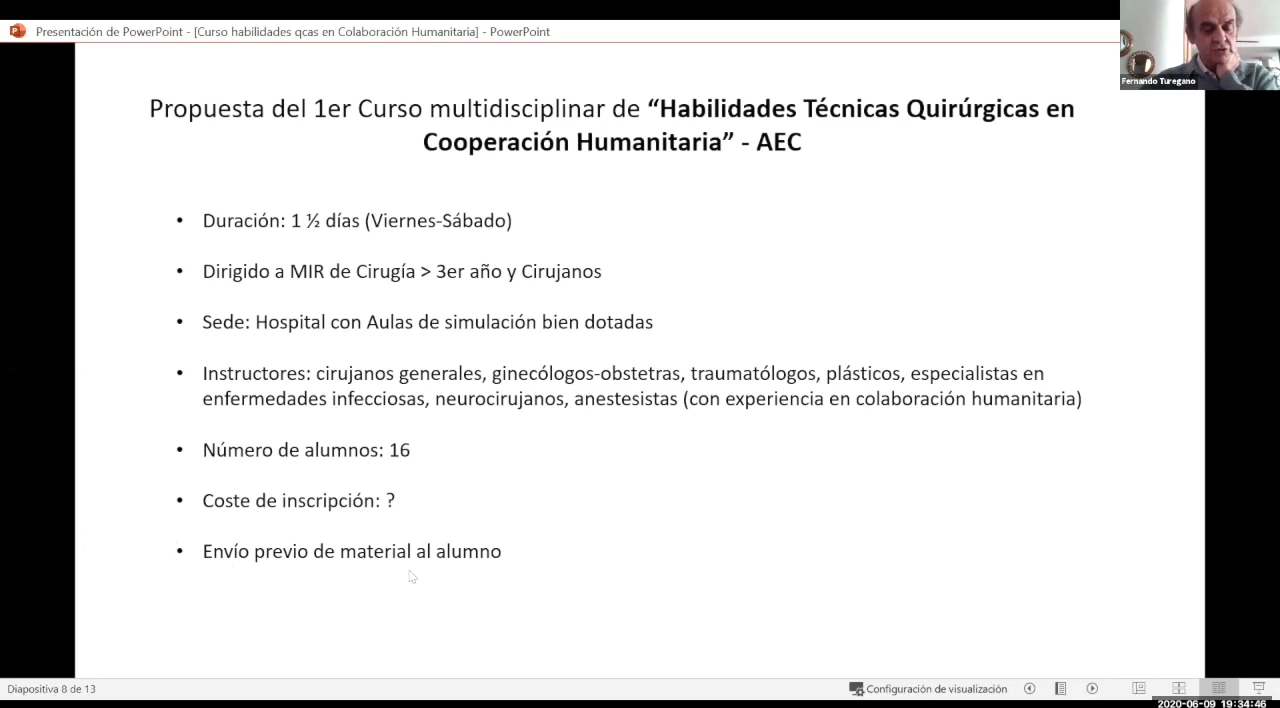 Presentación de PowerPoint - [Curso habilidades qcas en Colaboración Humanitaria] - PowerPoint
Fernando Turegano
Propuesta del 1er Curso multidisciplinar de “Habilidades Técnicas Quirúrgicas en
Cooperación Humanitaria” - AEC
• Duración: 1 ½ días (Viernes-Sábado)
• Dirigido a MIR de Cirugía > 3er año y Cirujanos
• Sede: Hospital con Aulas de simulación bien dotadas
• Instructores: cirujanos generales, ginecólogos-obstetras, traumatólogos, plásticos, especialistas en
enfermedades infecciosas, neurocirujanos, anestesistas (con experiencia en colaboración humanitaria)
• Número de alumnos: 16
• Coste de inscripción: ?
• Envío previo de material al alumno
Diapositiva 8 de 13
Configuración de visualización
2020-06-09 19:34:46